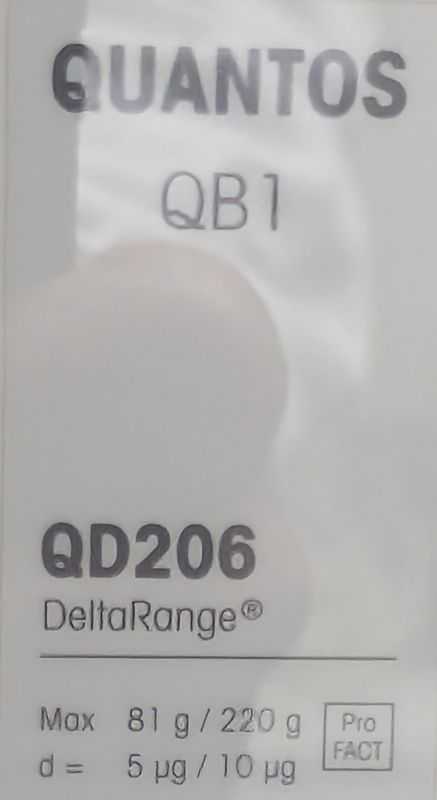 QUANTOS
QB1
QD206
DeltaRange®
Max 81 g / 220 g
d = 5 µg / 10 µg
Pro
FACT